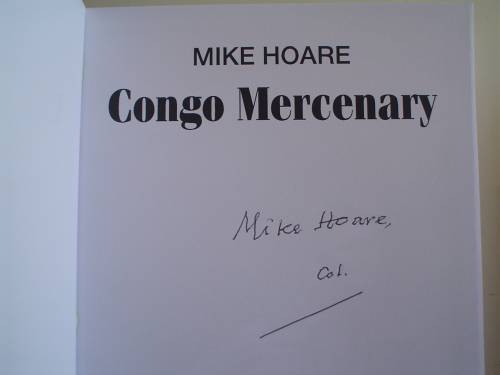 MIKE HOARE
Congo Mercenary
Mike Hoare,
Col.